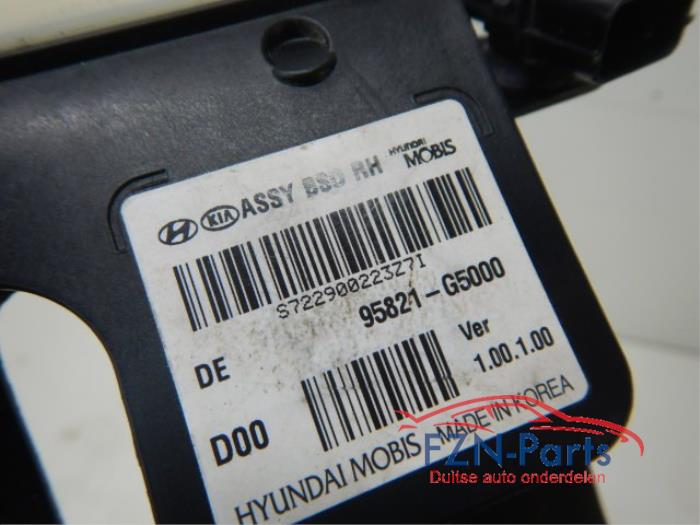 HYUNDAI
MOBIS
KIA ASSY BSD RH
S722900223Z7I
95821-G5000
DE
Ver
1.00.1.00
D00
HYUNDAI MOBIS MADE IN KOREA
FZN-Parts
Duitse auto onderdelen